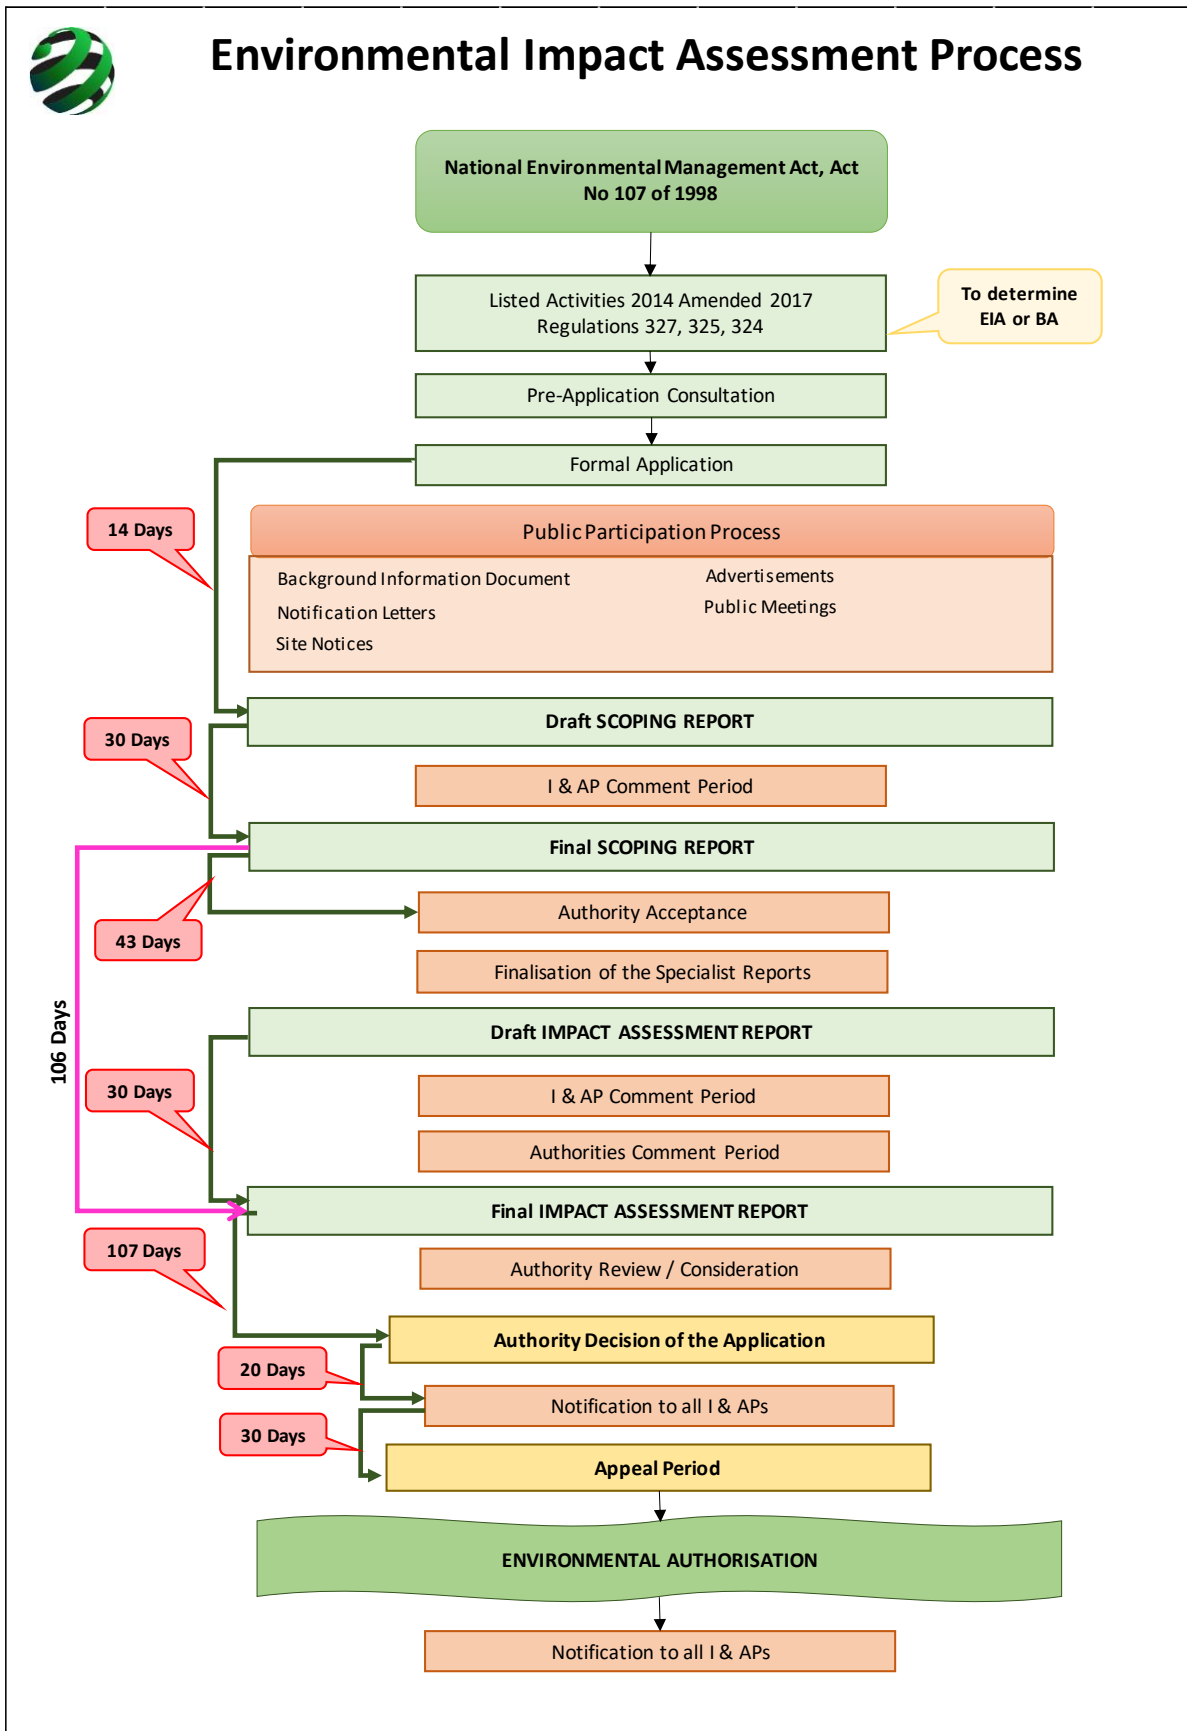 Environmental Impact Assessment Process
National Environmental Management Act, Act
No 107 of 1998
Listed Activities 2014 Amended 2017
Regulations 327, 325, 324
To determine
EIA or BA
Pre-Application Consultation
Formal Application
14 Days
Public Participation Process
Background Information Document
Notification Letters
Site Notices
Advertisements
Public Meetings
Draft SCOPING REPORT
30 Days
I & AP Comment Period
Final SCOPING REPORT
43 Days
Authority Acceptance
Finalisation of the Specialist Reports
106 Days
Draft IMPACT ASSESSMENT REPORT
30 Days
I & AP Comment Period
Authorities Comment Period
Final IMPACT ASSESSMENT REPORT
107 Days
Authority Review / Consideration
Authority Decision of the Application
20 Days
Notification to all I & APs
30 Days
Appeal Period
ENVIRONMENTAL AUTHORISATION
Notification to all I & APs